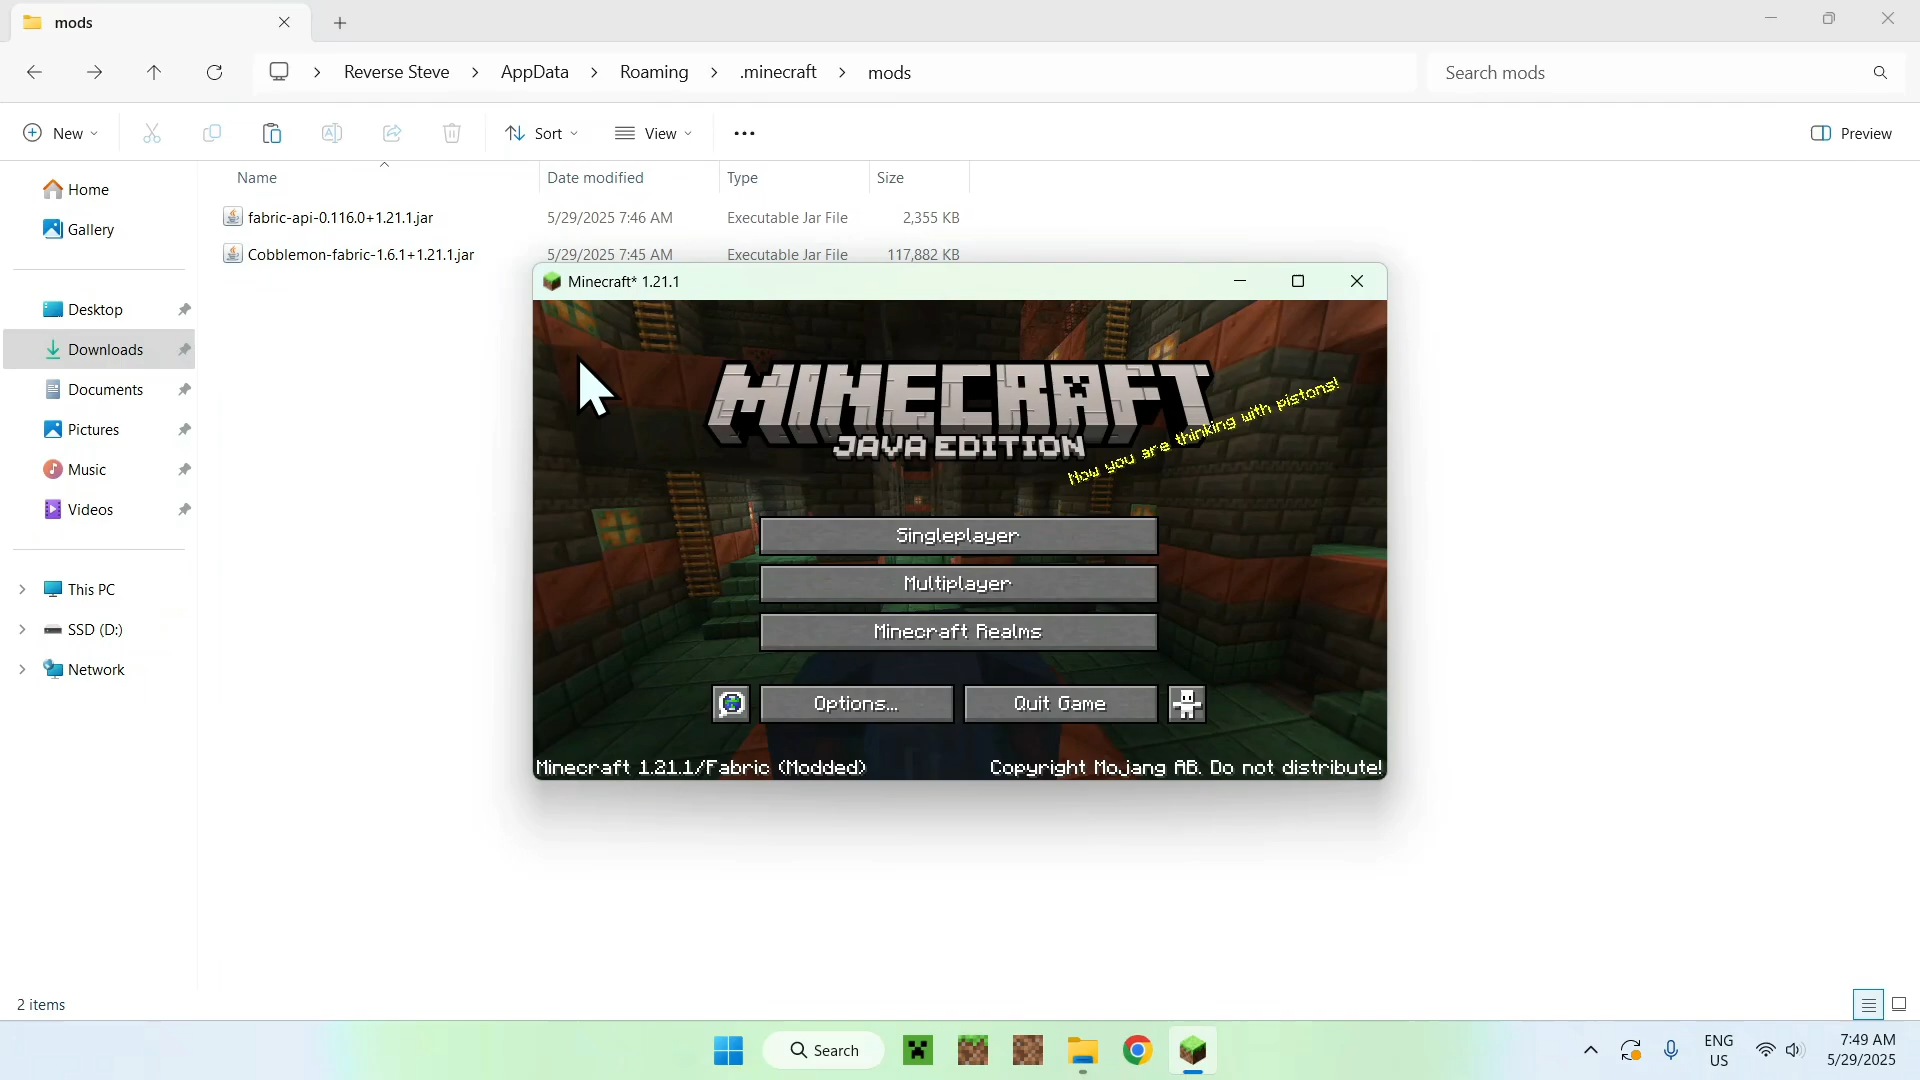 mods
Reverse Steve
AppData
Roaming
.minecraft
mods
Search mods
New
Sort
View
Preview
Name
Date modified
Type
Size
fabric-api-0.116.0+1.21.1.jar
5/29/2025 7:46 AM
Executable Jar File
2,355 KB
Cobblemon-fabric-1.6.1+1.21.1.jar
5/29/2025 7:45 AM
Executable Jar File
117,882 KB
Home
Gallery
Desktop
Downloads
Documents
Pictures
Music
Videos
This PC
SSD (D:)
Network
Minecraft* 1.21.1
MINECRAFT
JAVA EDITION
Now you are thinking with pistons!
Singleplayer
Multiplayer
Minecraft Realms
Options...
Quit Game
Minecraft 1.21.1/Fabric (Modded)
Copyright Mojang AB. Do not distribute!
2 items
Search
ENG
US
7:49 AM
5/29/2025